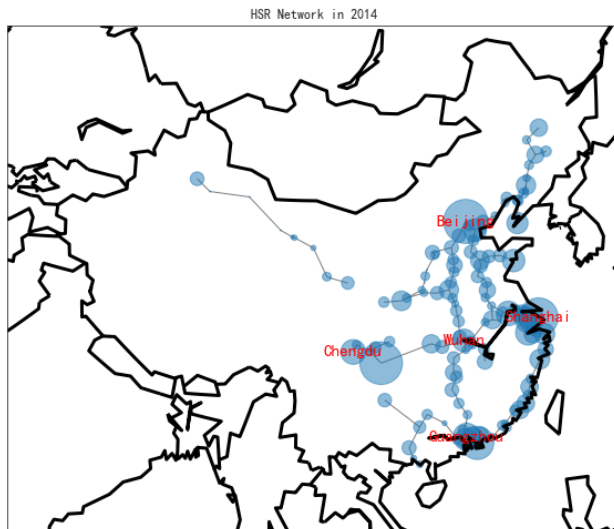 HSR Network in 2014
Beijing
Shanghai
Wuhan
Chengdu
Guangzhou